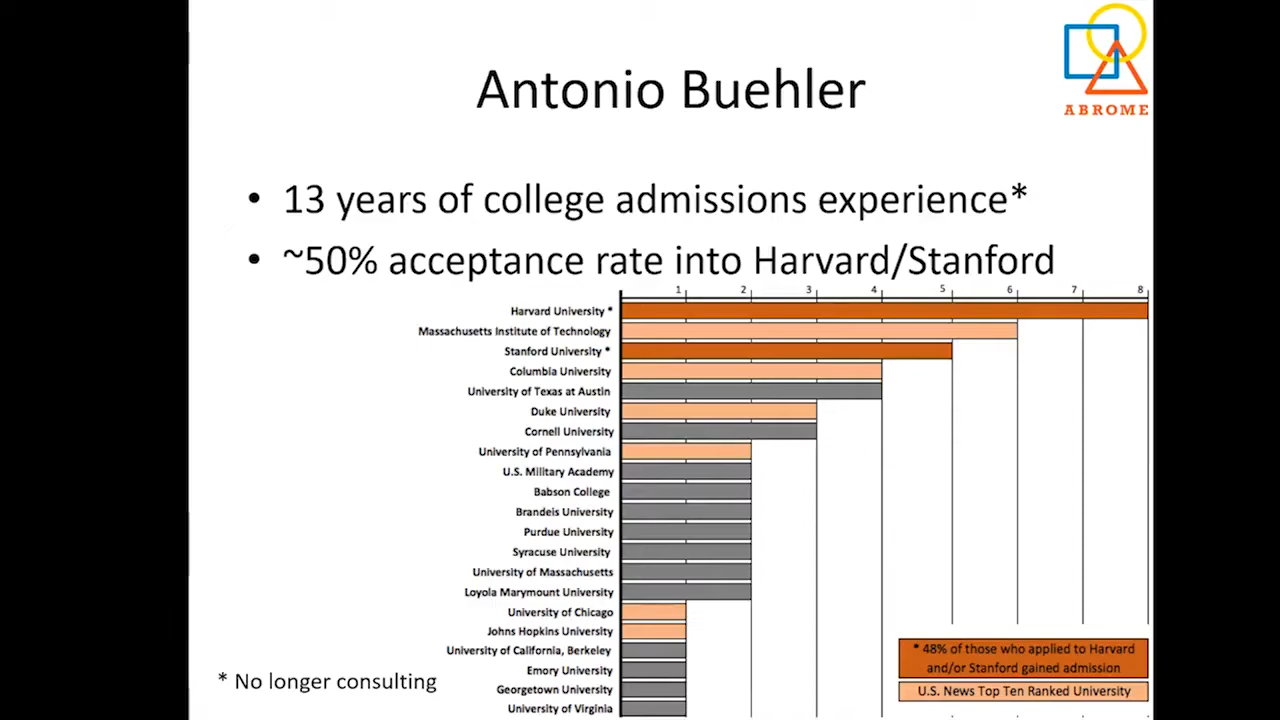 ABROME
Antonio Buehler
• 13 years of college admissions experience*
• ~50% acceptance rate into Harvard/Stanford
1 2 3 4 5 6 7 8
Harvard University *
Massachusetts Institute of Technology
Stanford University *
Columbia University
University of Texas at Austin
Duke University
Cornell University
University of Pennsylvania
U.S. Military Academy
Babson College
Brandeis University
Purdue University
Syracuse University
University of Massachusetts
Loyola Marymount University
University of Chicago
Johns Hopkins University
University of California, Berkeley
Emory University
Georgetown University
University of Virginia
* 48% of those who applied to Harvard
and/or Stanford gained admission
U.S. News Top Ten Ranked University
* No longer consulting